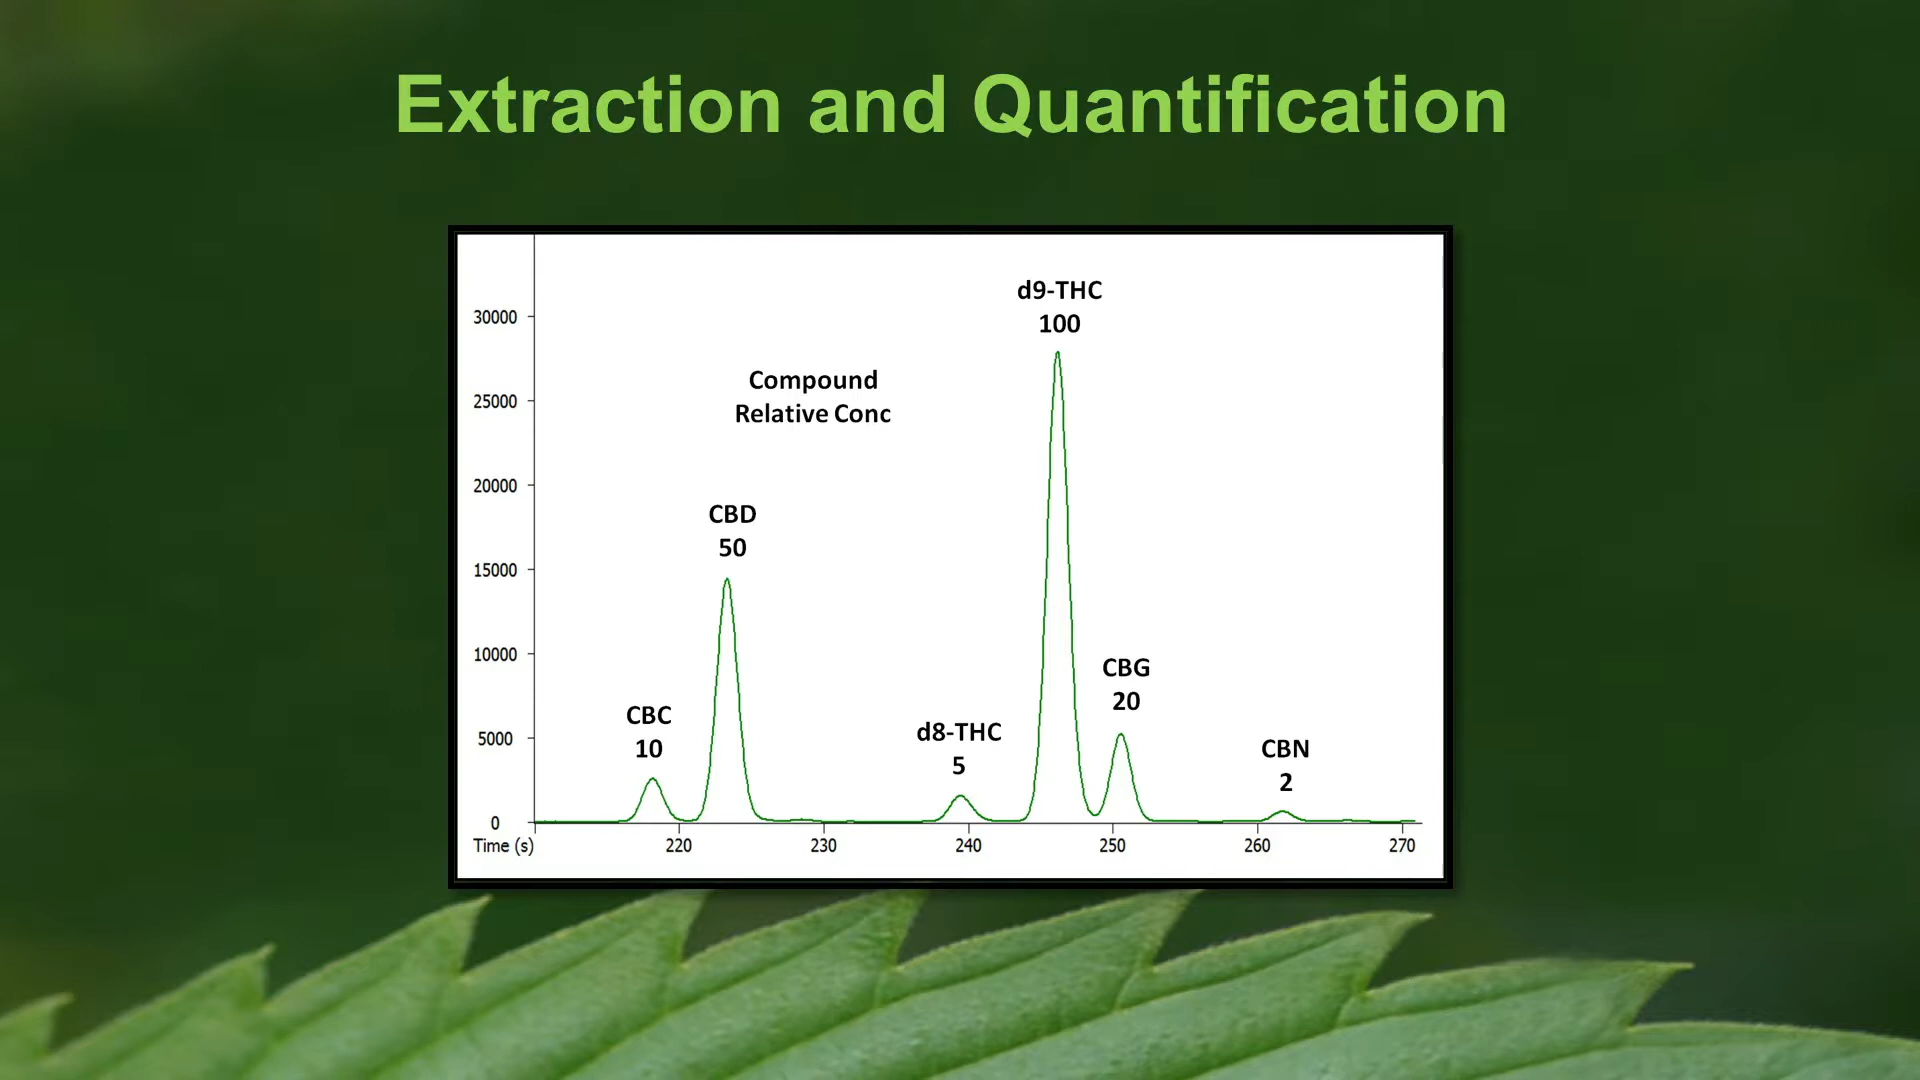 Extraction and Quantification
d9-THC
100
30000
Compound
Relative Conc
25000
20000
CBD
50
15000
10000
CBG
20
CBC
10
d8-THC
5
5000
CBN
2
0
Time (s)
220
230
240
250
260
270